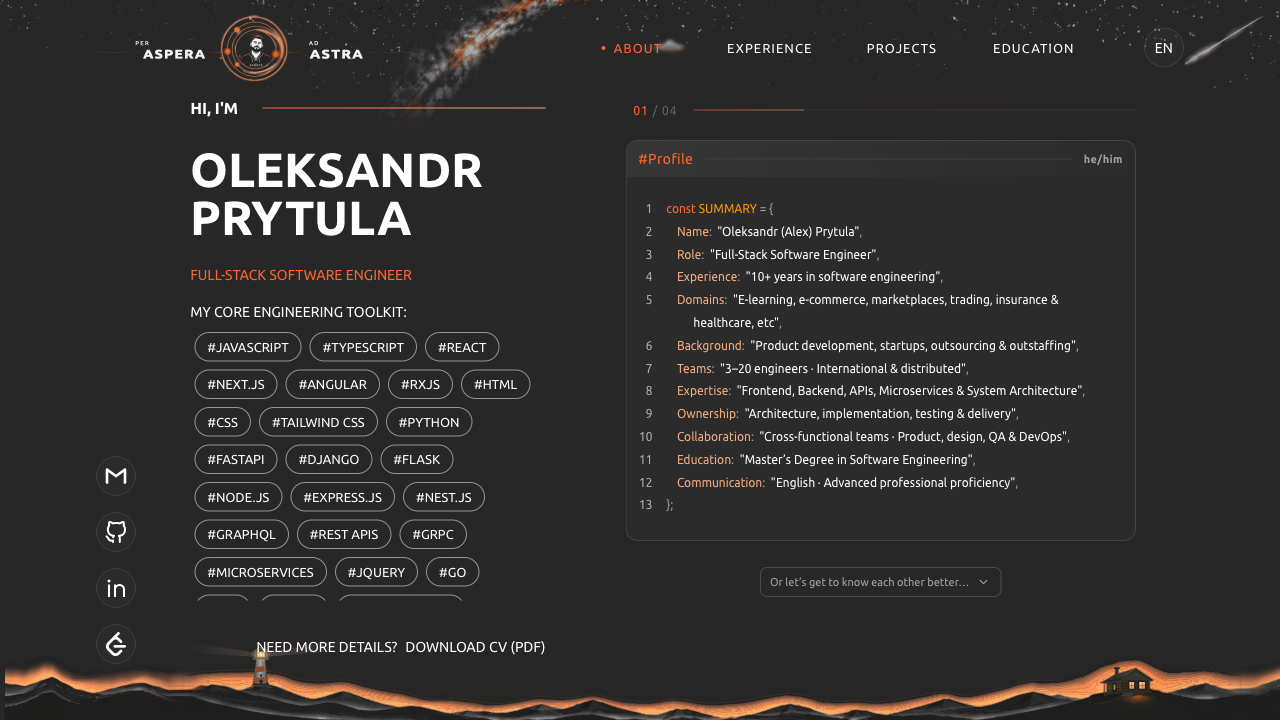 PER
ASPERA
AD
ASTRA
• ABOUT
EXPERIENCE
PROJECTS
EDUCATION
EN
HI, I'M
OLEKSANDR
PRYTULA
FULL-STACK SOFTWARE ENGINEER
MY CORE ENGINEERING TOOLKIT:
#JAVASCRIPT #TYPESCRIPT #REACT
#NEXT.JS #ANGULAR #RXJS #HTML
#CSS #TAILWIND CSS #PYTHON
#FASTAPI #DJANGO #FLASK
#NODE.JS #EXPRESS.JS #NEST.JS
#GRAPHQL #REST APIS #GRPC
#MICROSERVICES #JQUERY #GO
NEED MORE DETAILS? DOWNLOAD CV (PDF)
01 / 04
#Profile
he/him
1 const SUMMARY = {
2 Name: "Oleksandr (Alex) Prytula",
3 Role: "Full-Stack Software Engineer",
4 Experience: "10+ years in software engineering",
5 Domains: "E-learning, e-commerce, marketplaces, trading, insurance &
healthcare, etc",
6 Background: "Product development, startups, outsourcing & outstaffing",
7 Teams: "3–20 engineers · International & distributed",
8 Expertise: "Frontend, Backend, APIs, Microservices & System Architecture",
9 Ownership: "Architecture, implementation, testing & delivery",
10 Collaboration: "Cross-functional teams · Product, design, QA & DevOps",
11 Education: "Master's Degree in Software Engineering",
12 Communication: "English · Advanced professional proficiency",
13 };
Or let's get to know each other better...